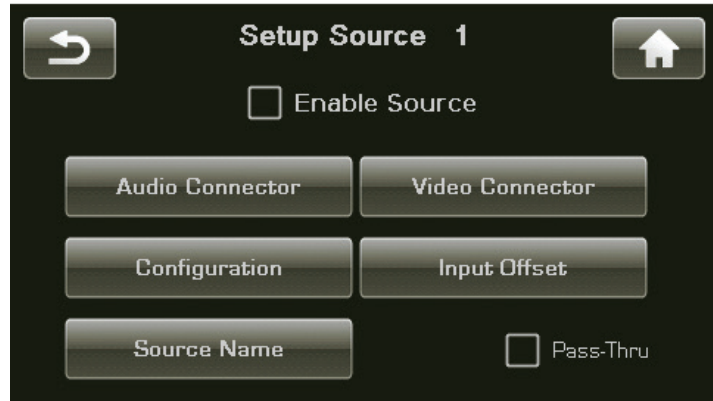 Setup Source 1
Enable Source
Audio Connector Video Connector
Configuration Input Offset
Source Name Pass-Thru